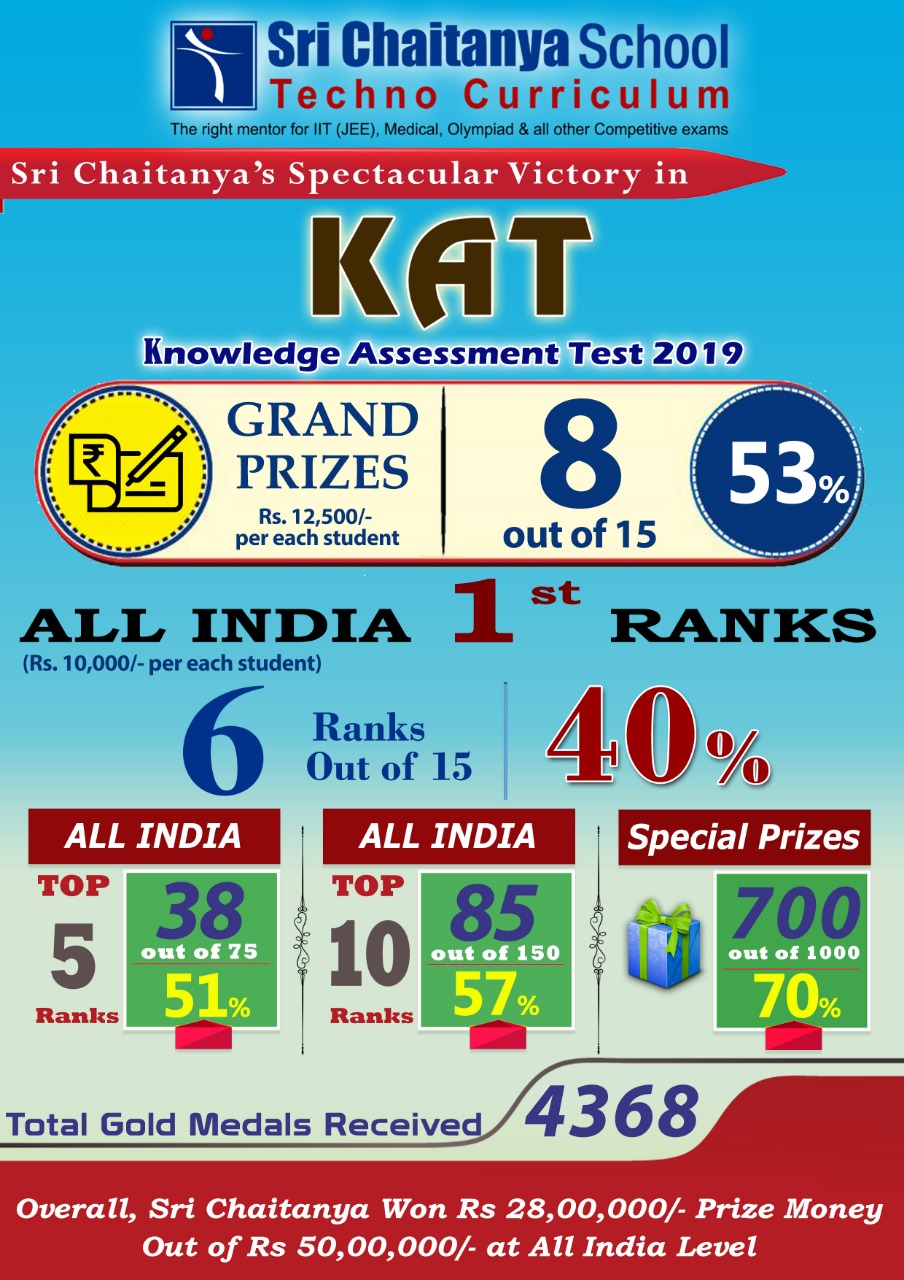 Sri Chaitanya School
Techno Curriculum
The right mentor for IIT (JEE), Medical, Olympiad & all other Competitive exams
Sri Chaitanya's Spectacular Victory in
KAT
Knowledge Assessment Test 2019
₹
GRAND
PRIZES
Rs. 12,500/-
per each student
8
out of 15
53%
ALL INDIA 1st RANKS
(Rs. 10,000/- per each student)
6
Ranks
Out of 15
40%
ALL INDIA
TOP
5
Ranks
38
out of 75
51%
ALL INDIA
TOP
10
Ranks
85
out of 150
57%
Special Prizes
700
out of 1000
70%
Total Gold Medals Received 4368
Overall, Sri Chaitanya Won Rs 28,00,000/- Prize Money
Out of Rs 50,00,000/- at All India Level